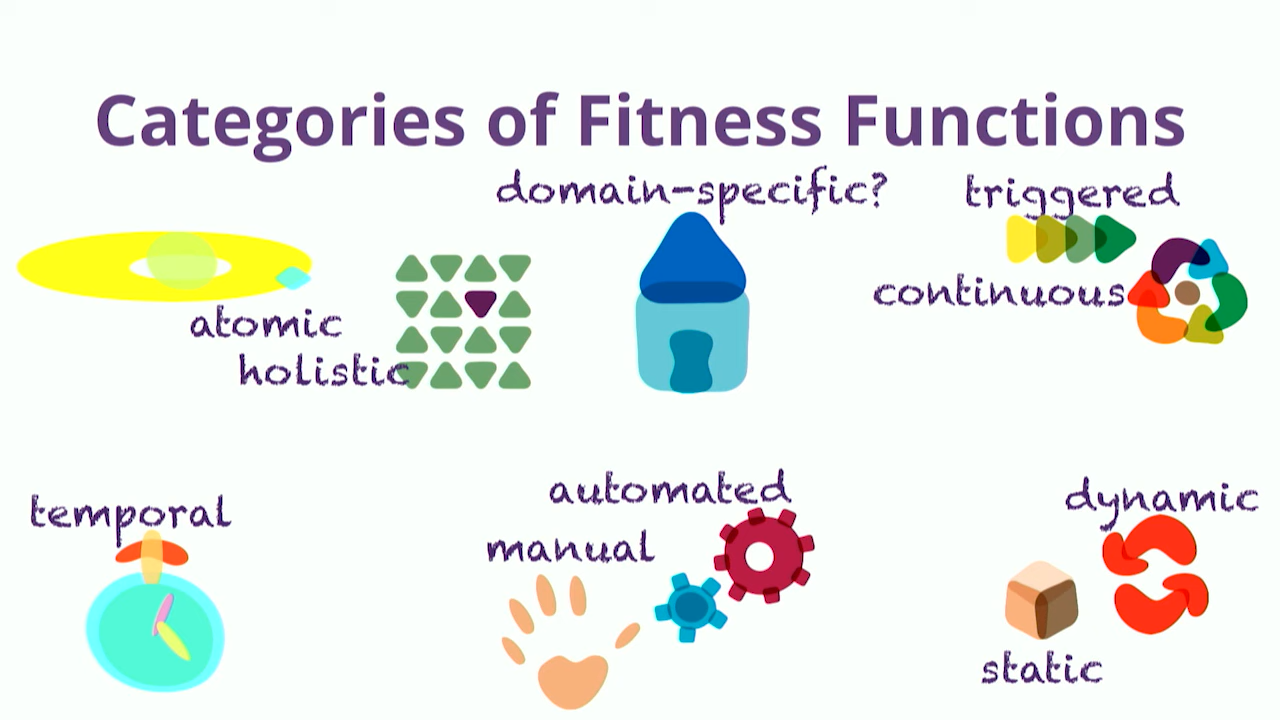 Categories of Fitness Functions
domain-specific?
triggered
continuous
atomic
holistic
temporal
automated
manual
dynamic
static